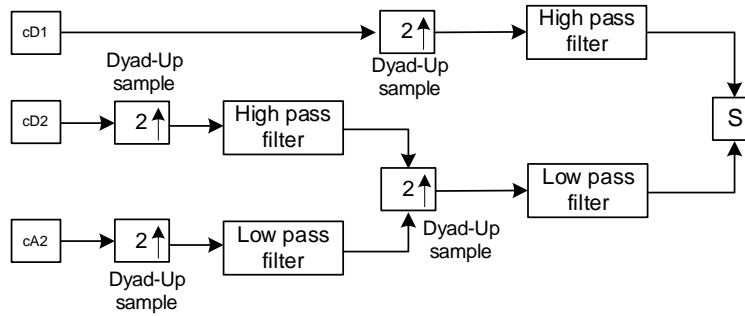 cD1
2
Dyad-Up
sample
High pass
filter
Dyad-Up
sample
cD2
2
High pass
filter
S
2
Dyad-Up
sample
Low pass
filter
cA2
2
Dyad-Up
sample
Low pass
filter